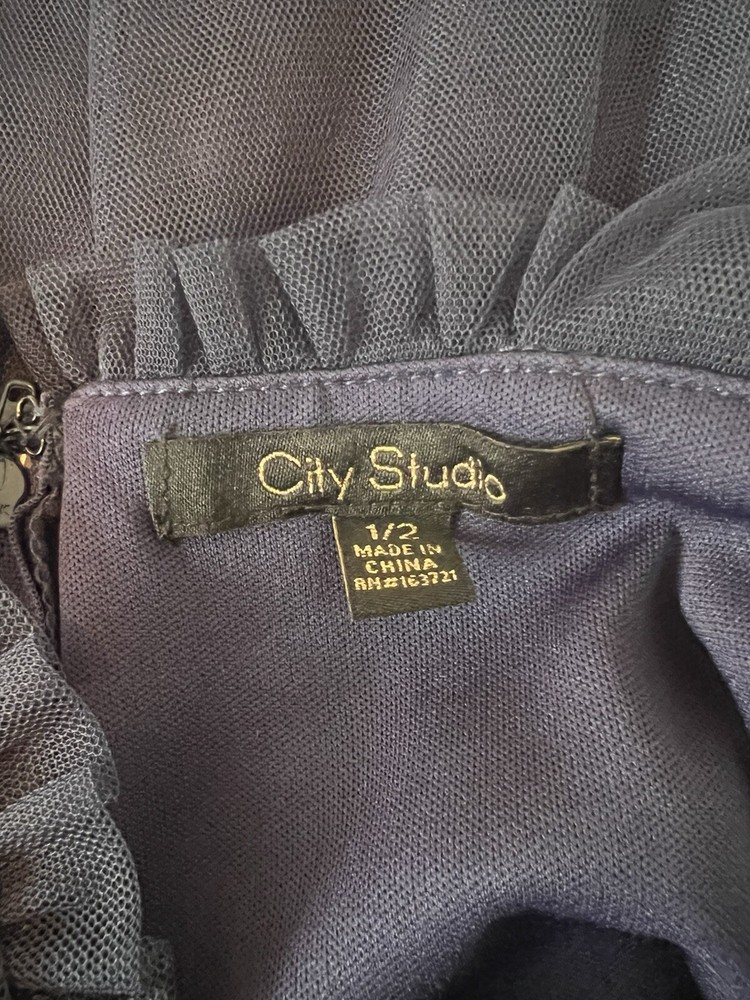 City Studio
1/2
MADE IN
CHINA
RN#163721